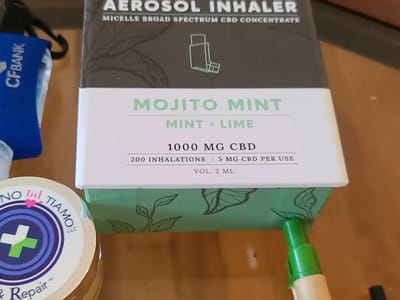 AEROSOL INHALER
MICELLE BROAD SPECTRUM CBD CONCENTRATE
MOJITO MINT
MINT + LIME
1000 MG CBD
200 INHALATIONS | 5 MG CBD PER USE
VOL. 2 ML
CFBANK
NO TIAMO
& REPAIR